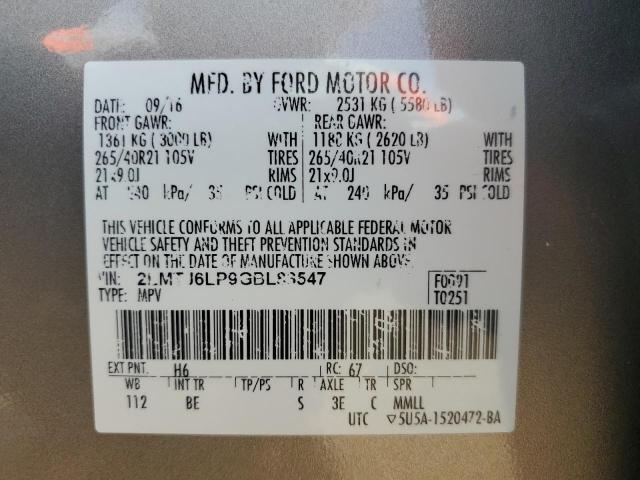 MFD. BY FORD MOTOR CO.
DATE: 09/16 GVWR: 2531 KG ( 5580 LB)
FRONT GAWR: REAR GAWR:
1361 KG ( 3000 LB) WITH 1180 KG ( 2620 LB) WITH
265/40R21 105V TIRES 265/40R21 105V TIRES
21x9.0J RIMS 21x9.0J RIMS
AT 240 kPa/ 35 PSI COLD AT 240 kPa/ 35 PSI COLD
THIS VEHICLE CONFORMS TO ALL APPLICABLE FEDERAL MOTOR
VEHICLE SAFETY AND THEFT PREVENTION STANDARDS IN
EFFECT ON THE DATE OF MANUFACTURE SHOWN ABOVE.
VIN: F0091
TYPE: MPV T0251
EXT PNT: H6 RC: 67 DSO:
WB INT TR TP/PS R AXLE TR SPR
112 BE S 3E C MMLL
UTC ▽5U5A-1520472-BA